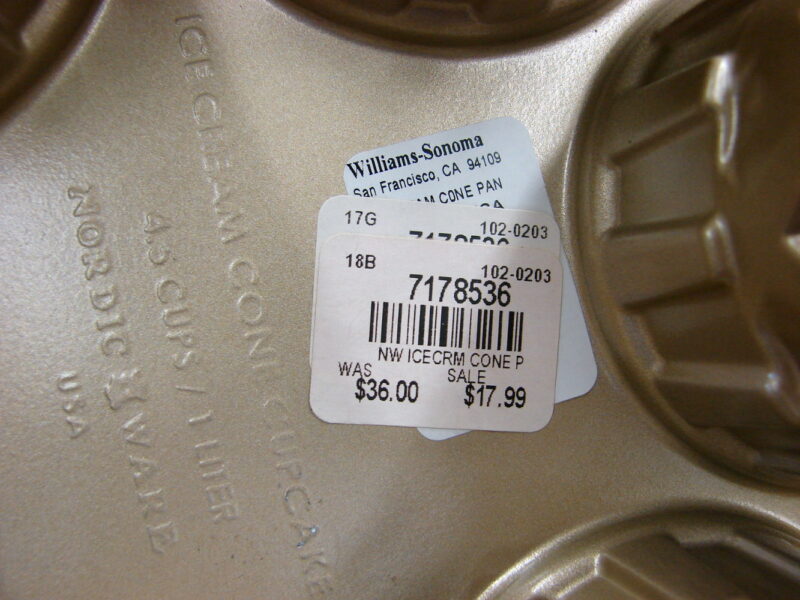 ICE CREAM CONE CUPCAKE
4.5 CUPS / 1 LITER
NORDIC WARE
USA
Williams-Sonoma
San Francisco, CA 94109
CONE PAN
17G 102-0203
18B 102-0203
7178536
NW ICECRM CONE P
WAS SALE
$36.00 $17.99